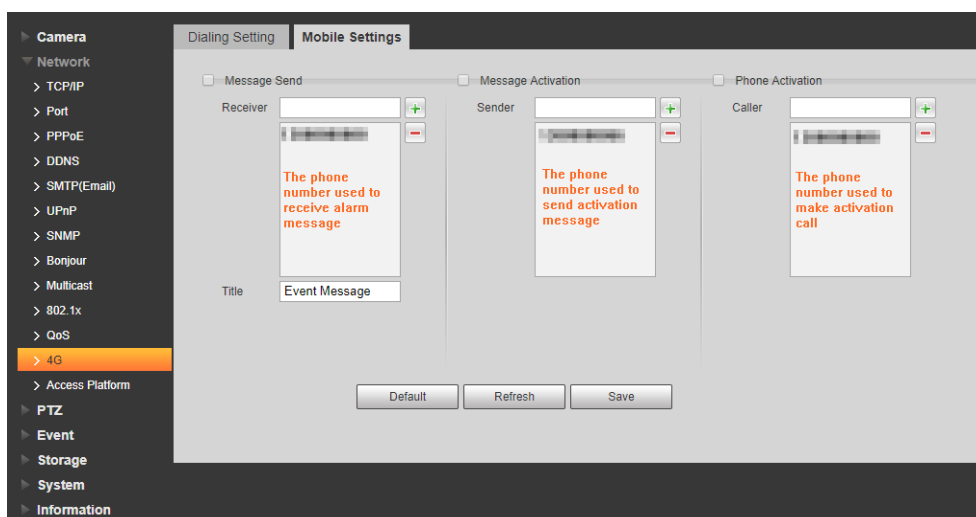 Camera
Network
TCP/IP
Port
PPPoE
DDNS
SMTP(Email)
UPnP
SNMP
Bonjour
Multicast
802.1x
QoS
4G
Access Platform
PTZ
Event
Storage
System
Information
Dialing Setting
Mobile Settings
Message Send
Receiver
The phone
number used to
receive alarm
message
Title
Event Message
Message Activation
Sender
The phone
number used to
send activation
message
Phone Activation
Caller
The phone
number used to
make activation
call
Default
Refresh
Save